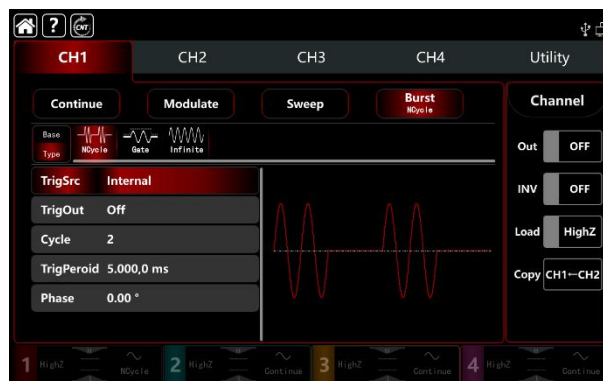 ? CNT
CH1 CH2 CH3 CH4 Utility
Continue Modulate Sweep Burst
NCycle
Channel
Base
Type
NCycle Gate Infinite
Out OFF
TrigSrc Internal
INV OFF
TrigOut Off
Load HighZ
Cycle 2
TrigPeroid 5.000,0 ms
Copy CH1←CH2
Phase 0.00 °
1 HighZ NCycle 2 HighZ Continue 3 HighZ Continue 4 HighZ Continue